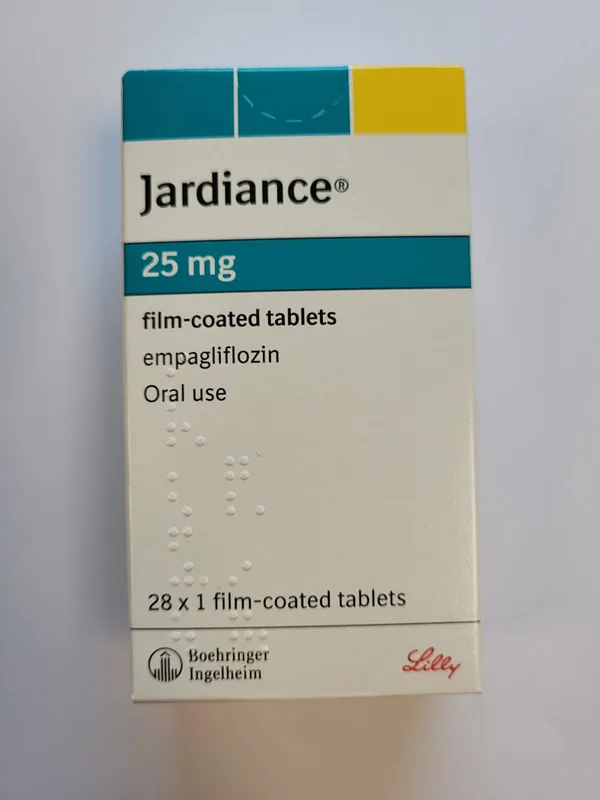 Jardiance®
25 mg
film-coated tablets
empagliflozin
Oral use
28 x 1 film-coated tablets
Boehringer
Ingelheim
Lilly